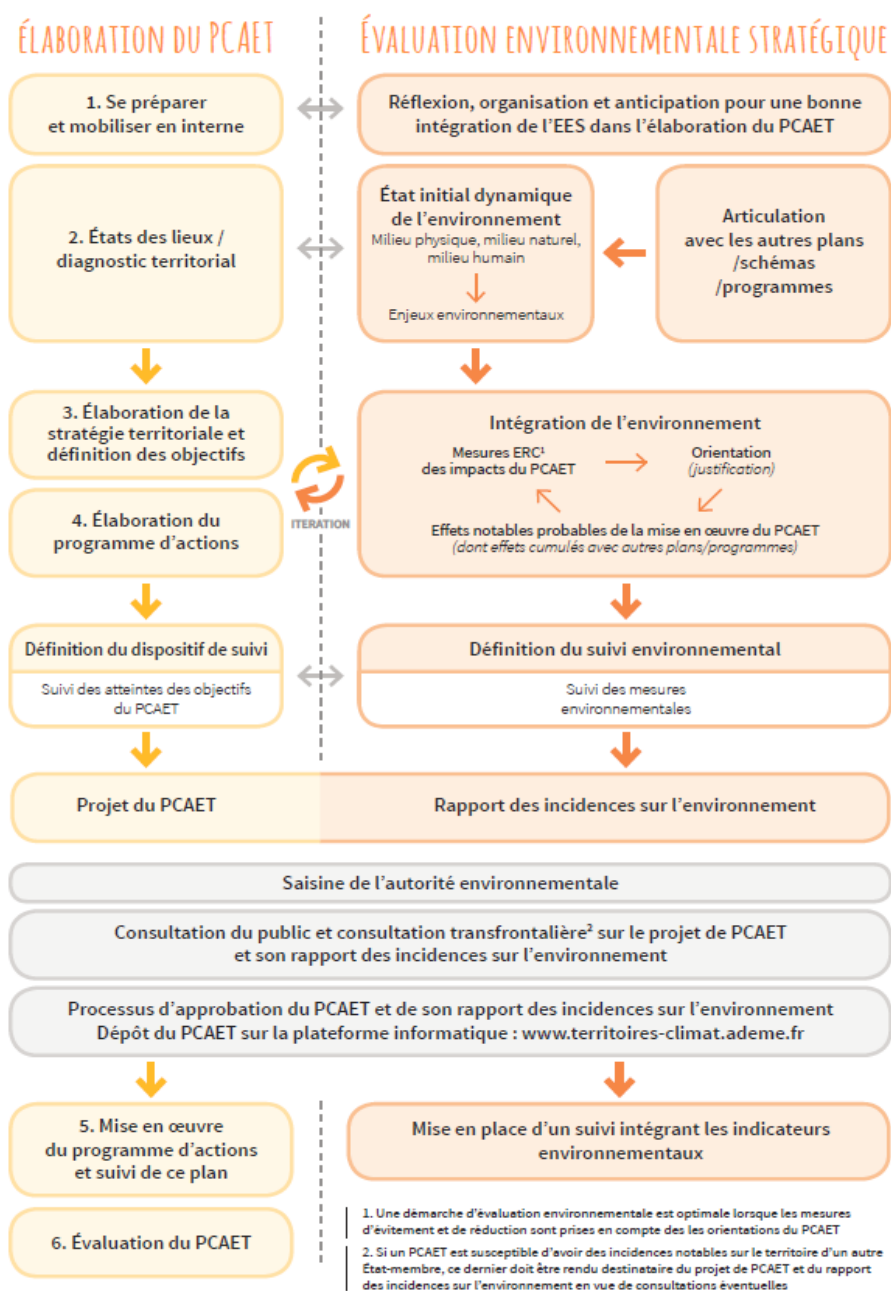 ÉLABORATION DU PCAET
ÉVALUATION ENVIRONNEMENTALE STRATÉGIQUE
1. Se préparer
et mobiliser en interne
Réflexion, organisation et anticipation pour une bonne
intégration de l'EES dans l'élaboration du PCAET
2. États des lieux /
diagnostic territorial
État initial dynamique
de l'environnement
Milieu physique, milieu naturel,
milieu humain
Enjeux environnementaux
Articulation
avec les autres plans
/schémas
/programmes
3. Élaboration de la
stratégie territoriale et
définition des objectifs
4. Élaboration du
programme d'actions
ITERATION
Intégration de l'environnement
Mesures ERC¹
des impacts du PCAET
Orientation
(justification)
Effets notables probables de la mise en œuvre du PCAET
(dont effets cumulés avec autres plans/programmes)
Définition du dispositif de suivi
Suivi des atteintes des objectifs
du PCAET
Définition du suivi environnemental
Suivi des mesures
environnementales
Projet du PCAET
Rapport des incidences sur l'environnement
Saisine de l'autorité environnementale
Consultation du public et consultation transfrontalière² sur le projet de PCAET
et son rapport des incidences sur l'environnement
Processus d'approbation du PCAET et de son rapport des incidences sur l'environnement
Dépôt du PCAET sur la plateforme informatique : www.territoires-climat.ademe.fr
5. Mise en œuvre
du programme d'actions
et suivi de ce plan
Mise en place d'un suivi intégrant les indicateurs
environnementaux
6. Évaluation du PCAET
1. Une démarche d'évaluation environnementale est optimale lorsque les mesures
d'évitement et de réduction sont prises en compte des les orientations du PCAET
2. Si un PCAET est susceptible d'avoir des incidences notables sur le territoire d'un autre
État-membre, ce dernier doit être rendu destinataire du projet de PCAET et du rapport
des incidences sur l'environnement en vue de consultations éventuelles